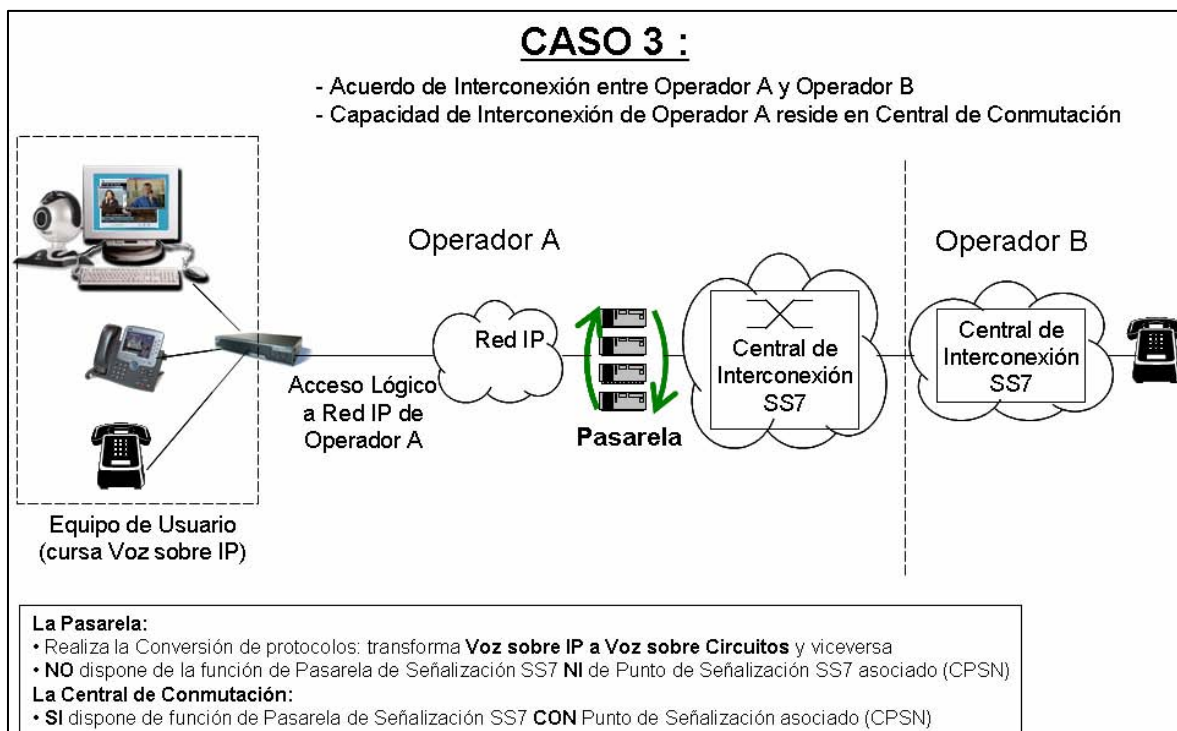 CASO 3 :
- Acuerdo de Interconexión entre Operador A y Operador B
- Capacidad de Interconexión de Operador A reside en Central de Conmutación
Operador A
Operador B
Red IP
Central de
Interconexión
SS7
Central de
Interconexión
SS7
Acceso Lógico
a Red IP de
Operador A
Pasarela
Equipo de Usuario
(cursa Voz sobre IP)
La Pasarela:
• Realiza la Conversión de protocolos: transforma Voz sobre IP a Voz sobre Circuitos y viceversa
• NO dispone de la función de Pasarela de Señalización SS7 NI de Punto de Señalización SS7 asociado (CPSN)
La Central de Conmutación:
• SI dispone de función de Pasarela de Señalización SS7 CON Punto de Señalización asociado (CPSN)